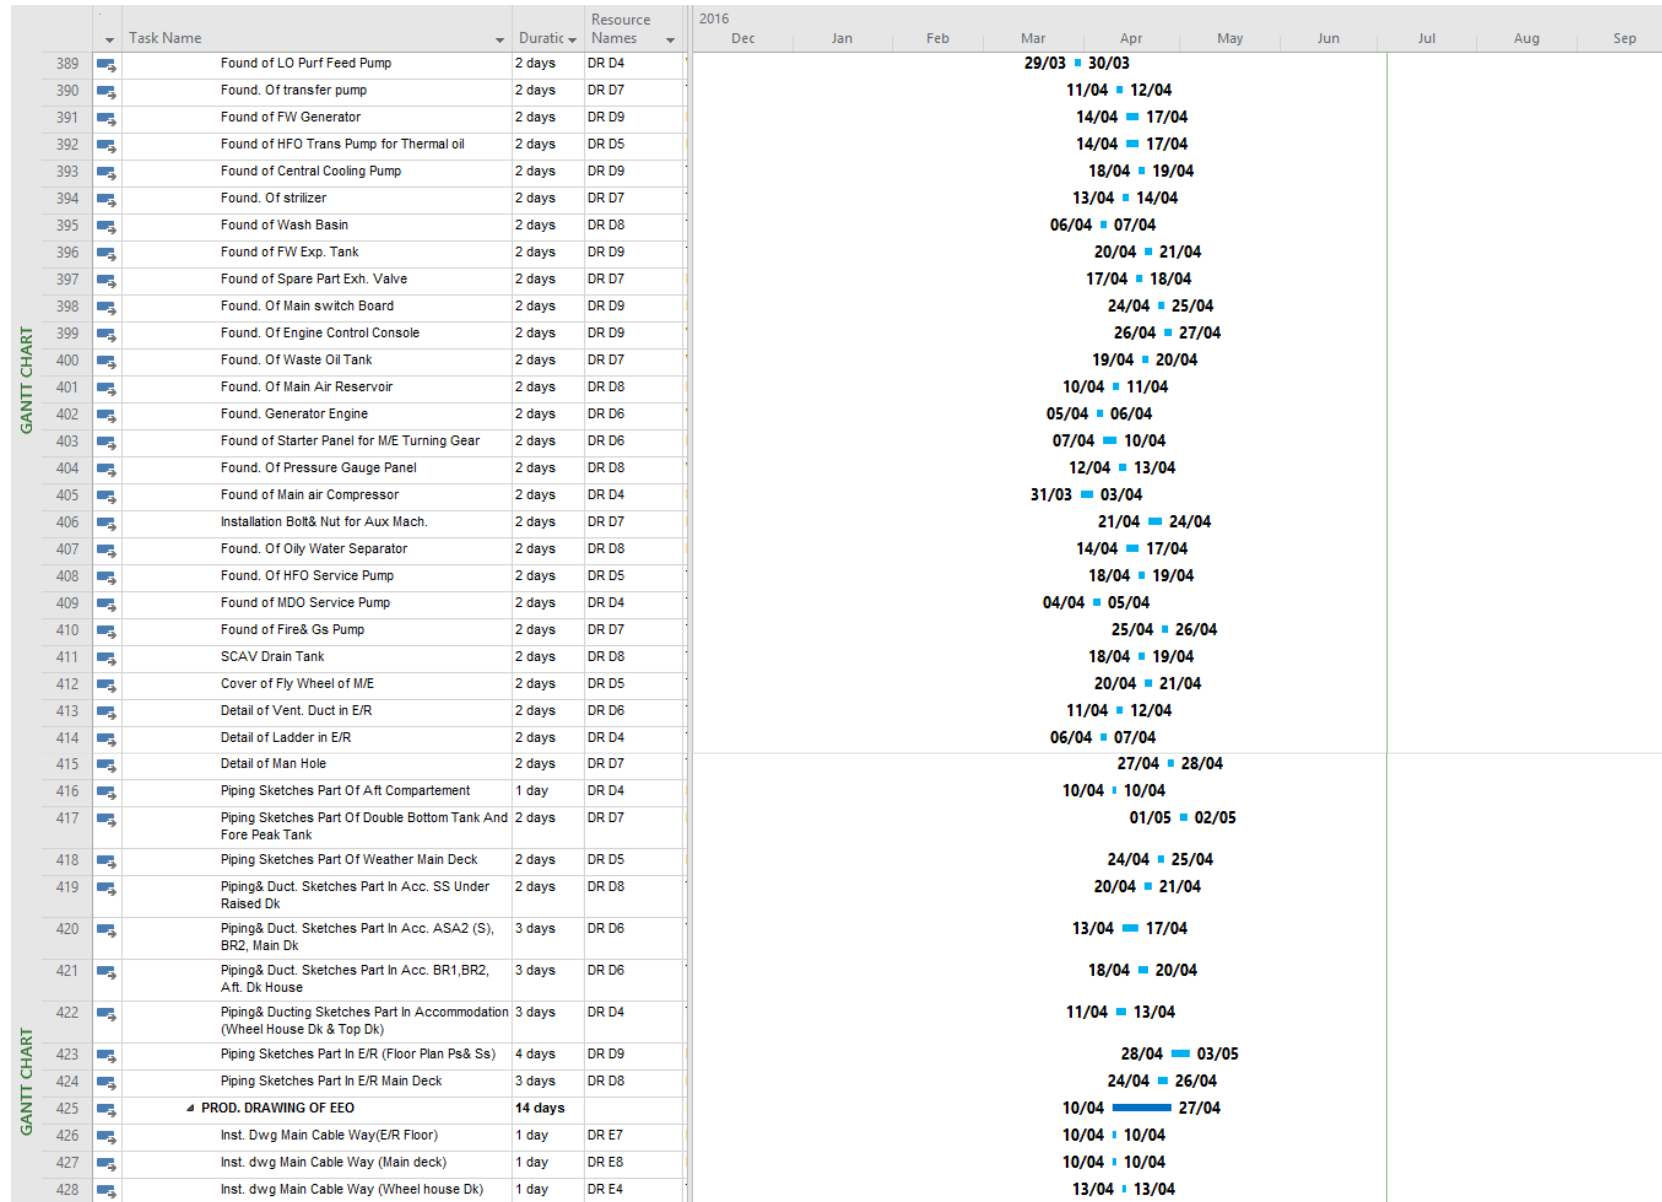 Task Name Duratic Resource Names 2016
Dec Jan Feb Mar Apr May Jun Jul Aug Sep
GANTT CHART
389 Found of LO Purf Feed Pump 2 days DR D4 29/03 30/03
390 Found. Of transfer pump 2 days DR D7 11/04 12/04
391 Found of FW Generator 2 days DR D9 14/04 17/04
392 Found of HFO Trans Pump for Thermal oil 2 days DR D5 14/04 17/04
393 Found of Central Cooling Pump 2 days DR D9 18/04 19/04
394 Found. Of strilizer 2 days DR D7 13/04 14/04
395 Found of Wash Basin 2 days DR D8 06/04 07/04
396 Found of FW Exp. Tank 2 days DR D9 20/04 21/04
397 Found of Spare Part Exh. Valve 2 days DR D7 17/04 18/04
398 Found. Of Main switch Board 2 days DR D9 24/04 25/04
399 Found. Of Engine Control Console 2 days DR D9 26/04 27/04
400 Found. Of Waste Oil Tank 2 days DR D7 19/04 20/04
401 Found. Of Main Air Reservoir 2 days DR D8 10/04 11/04
402 Found. Generator Engine 2 days DR D6 05/04 06/04
403 Found of Starter Panel for M/E Turning Gear 2 days DR D6 07/04 10/04
404 Found. Of Pressure Gauge Panel 2 days DR D8 12/04 13/04
405 Found of Main air Compressor 2 days DR D4 31/03 03/04
406 Installation Bolt& Nut for Aux Mach. 2 days DR D7 21/04 24/04
407 Found. Of Oily Water Separator 2 days DR D8 14/04 17/04
408 Found. Of HFO Service Pump 2 days DR D5 18/04 19/04
409 Found of MDO Service Pump 2 days DR D4 04/04 05/04
410 Found of Fire& Gs Pump 2 days DR D7 25/04 26/04
411 SCAV Drain Tank 2 days DR D8 18/04 19/04
412 Cover of Fly Wheel of M/E 2 days DR D5 20/04 21/04
413 Detail of Vent. Duct in E/R 2 days DR D6 11/04 12/04
414 Detail of Ladder in E/R 2 days DR D4 06/04 07/04
GANTT CHART
415 Detail of Man Hole 2 days DR D7 27/04 28/04
416 Piping Sketches Part Of Aft Compartement 1 day DR D4 10/04 10/04
417 Piping Sketches Part Of Double Bottom Tank And 2 days DR D7 01/05 02/05
Fore Peak Tank
418 Piping Sketches Part Of Weather Main Deck 2 days DR D5 24/04 25/04
419 Piping& Duct. Sketches Part In Acc. SS Under 2 days DR D8 20/04 21/04
Raised Dk
420 Piping& Duct. Sketches Part In Acc. ASA2 (S), 3 days DR D6 13/04 17/04
BR2, Main Dk
421 Piping& Duct. Sketches Part In Acc. BR1,BR2, 3 days DR D6 18/04 20/04
Aft. Dk House
422 Piping& Ducting Sketches Part In Accommodation 3 days DR D4 11/04 13/04
(Wheel House Dk & Top Dk)
423 Piping Sketches Part In E/R (Floor Plan Ps& Ss) 4 days DR D9 28/04 03/05
424 Piping Sketches Part In E/R Main Deck 3 days DR D8 24/04 26/04
425 PROD. DRAWING OF EEO 14 days 10/04 27/04
426 Inst. Dwg Main Cable Way(E/R Floor) 1 day DR E7 10/04 10/04
427 Inst. dwg Main Cable Way (Main deck) 1 day DR E8 10/04 10/04
428 Inst. dwg Main Cable Way (Wheel house Dk) 1 day DR E4 13/04 13/04